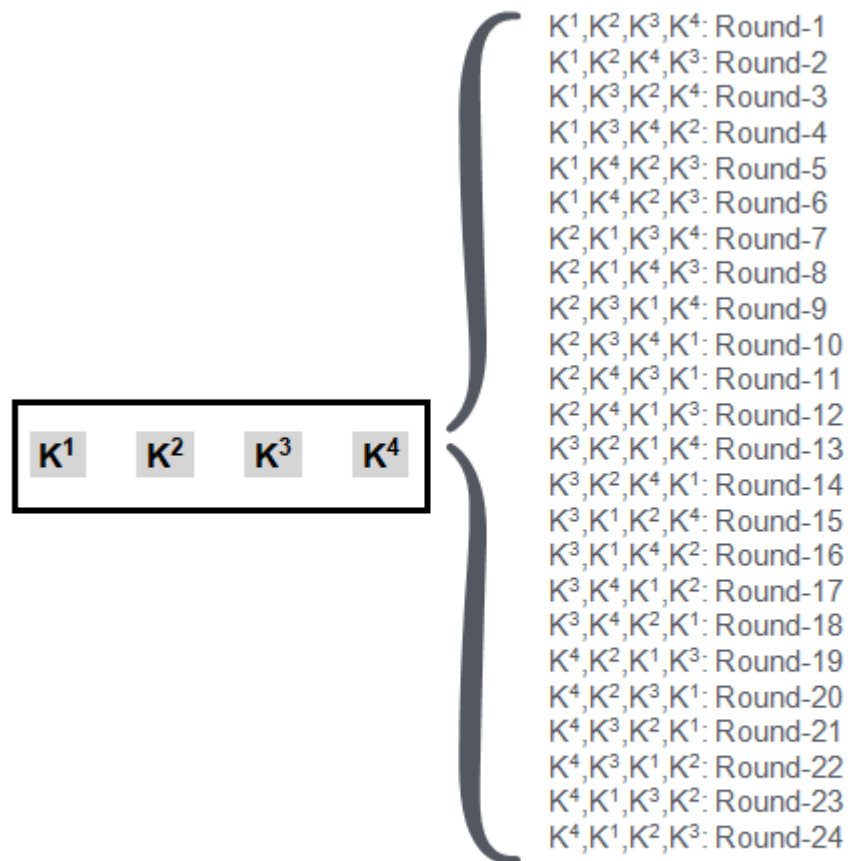 K¹,K²,K³,K⁴: Round-1
K¹,K²,K⁴,K³: Round-2
K¹,K³,K²,K⁴: Round-3
K¹,K³,K⁴,K²: Round-4
K¹,K⁴,K²,K³: Round-5
K¹,K⁴,K²,K³: Round-6
K²,K¹,K³,K⁴: Round-7
K²,K¹,K⁴,K³: Round-8
K²,K³,K¹,K⁴: Round-9
K²,K³,K⁴,K¹: Round-10
K²,K⁴,K³,K¹: Round-11
K²,K⁴,K¹,K³: Round-12
K³,K²,K¹,K⁴: Round-13
K³,K²,K⁴,K¹: Round-14
K³,K¹,K²,K⁴: Round-15
K³,K¹,K⁴,K²: Round-16
K³,K⁴,K¹,K²: Round-17
K³,K⁴,K²,K¹: Round-18
K⁴,K²,K¹,K³: Round-19
K⁴,K²,K³,K¹: Round-20
K⁴,K³,K²,K¹: Round-21
K⁴,K³,K¹,K²: Round-22
K⁴,K¹,K³,K²: Round-23
K⁴,K¹,K²,K³: Round-24
K¹ K² K³ K⁴